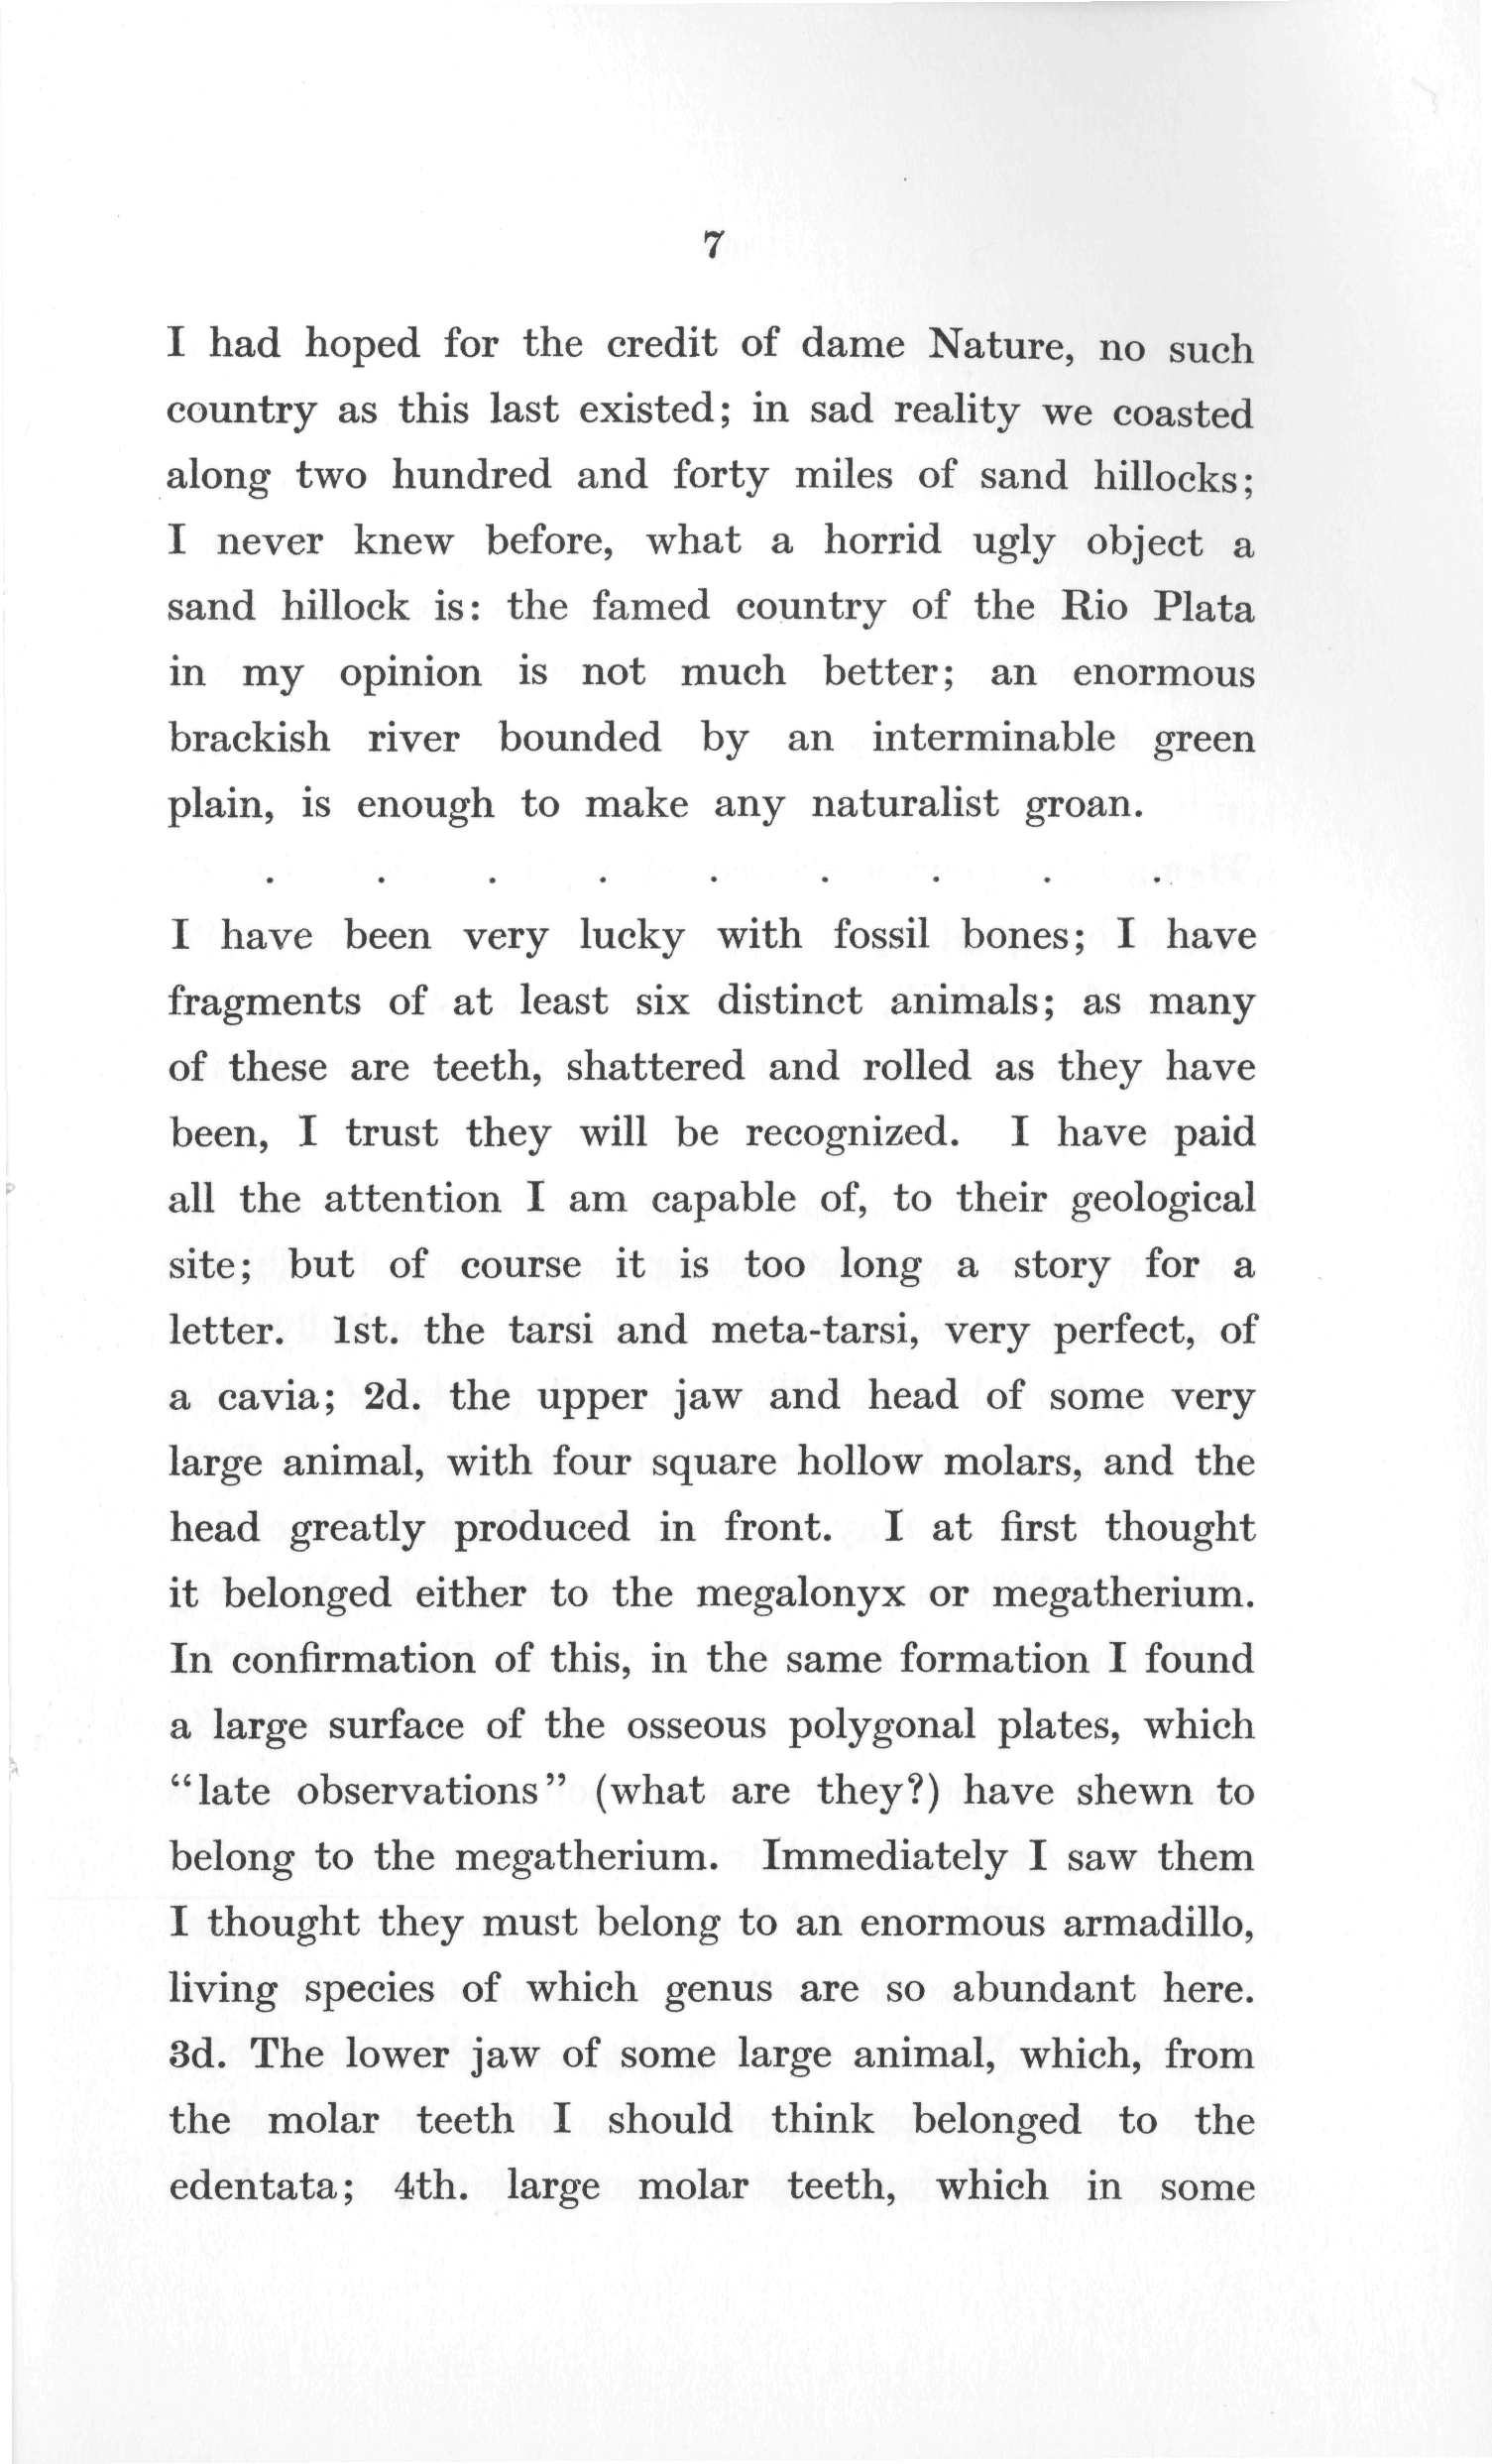 7
I had hoped for the credit of dame Nature, no such
country as this last existed; in sad reality we coasted
along two hundred and forty miles of sand hillocks;
I never knew before, what a horrid ugly object a
sand hillock is: the famed country of the Rio Plata
in my opinion is not much better; an enormous
brackish river bounded by an interminable green
plain, is enough to make any naturalist groan.
. . . . . . . . .
I have been very lucky with fossil bones; I have
fragments of at least six distinct animals; as many
of these are teeth, shattered and rolled as they have
been, I trust they will be recognized. I have paid
all the attention I am capable of, to their geological
site; but of course it is too long a story for a
letter. 1st. the tarsi and meta-tarsi, very perfect, of
a cavia; 2d. the upper jaw and head of some very
large animal, with four square hollow molars, and the
head greatly produced in front. I at first thought
it belonged either to the megalonyx or megatherium.
In confirmation of this, in the same formation I found
a large surface of the osseous polygonal plates, which
"late observations" (what are they?) have shewn to
belong to the megatherium. Immediately I saw them
I thought they must belong to an enormous armadillo,
living species of which genus are so abundant here.
3d. The lower jaw of some large animal, which, from
the molar teeth I should think belonged to the
edentata; 4th. large molar teeth, which in some